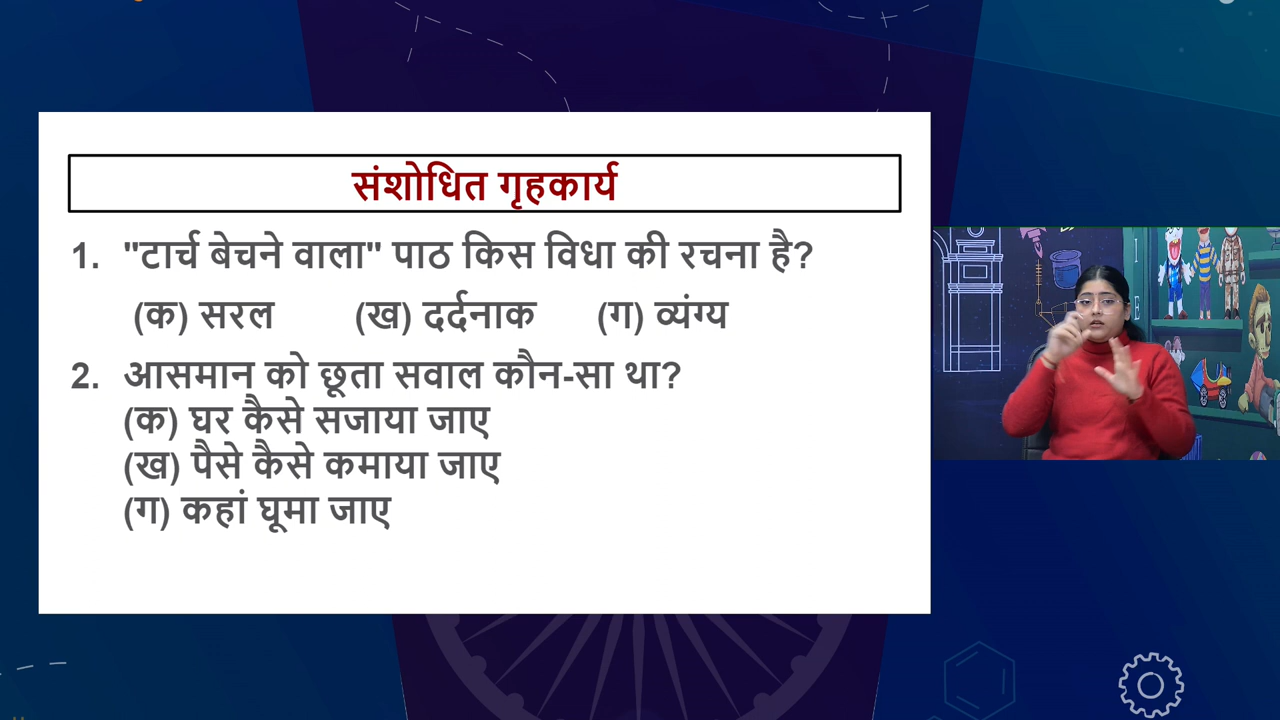 संशोधित गृहकार्य
1. "टार्च बेचने वाला" पाठ किस विधा की रचना है?
(क) सरल (ख) दर्दनाक (ग) व्यंग्य
2. आसमान को छूता सवाल कौन-सा था?
(क) घर कैसे सजाया जाए
(ख) पैसे कैसे कमाया जाए
(ग) कहां घूमा जाए
I
E
E